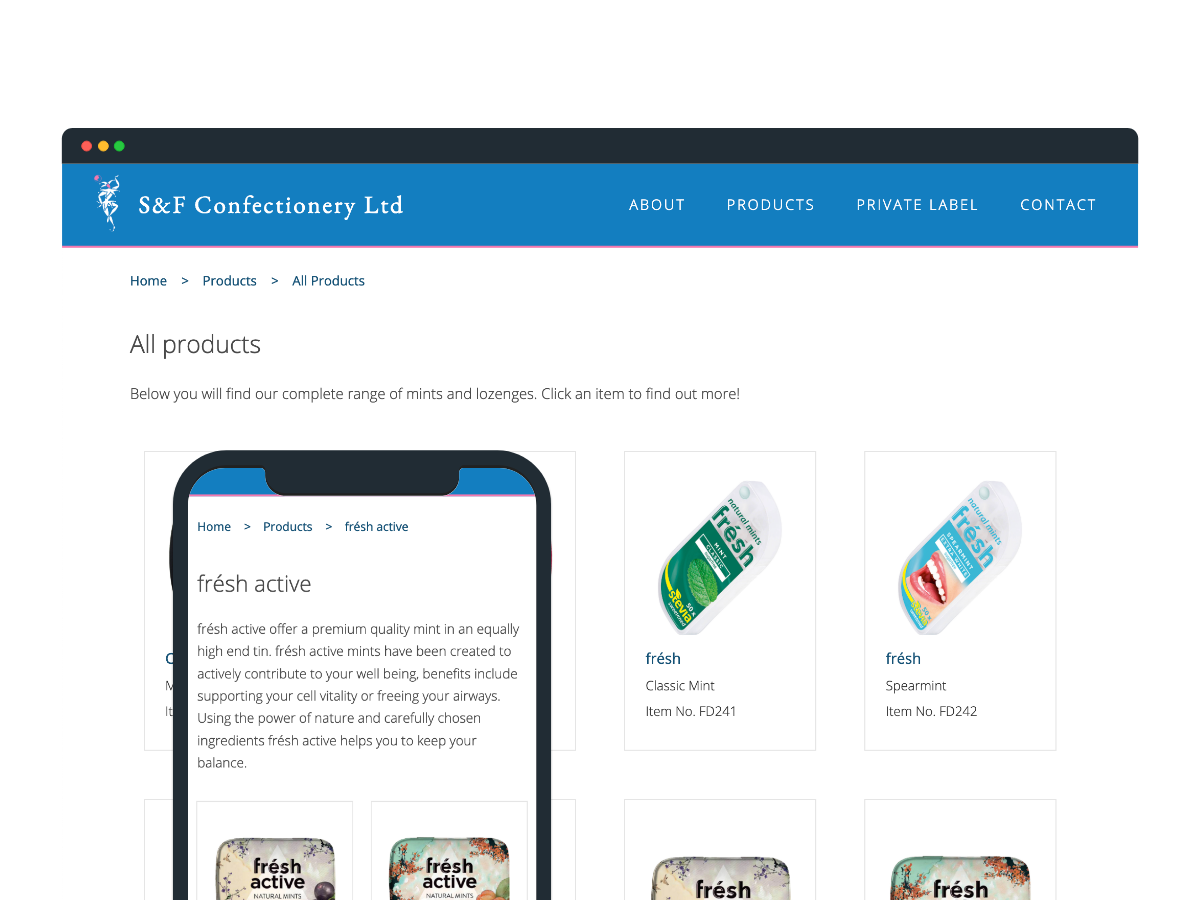 S&F Confectionery Ltd
ABOUT PRODUCTS PRIVATE LABEL CONTACT
Home > Products > All Products
All products
Below you will find our complete range of mints and lozenges. Click an item to find out more!
Home > Products > frésh active
frésh active
frésh active offer a premium quality mint in an equally
high end tin. frésh active mints have been created to
actively contribute to your well being, benefits include
supporting your cell vitality or freeing your airways.
Using the power of nature and carefully chosen
ingredients frésh active helps you to keep your
balance.
frésh
active
NATURAL MINTS
frésh
active
NATURAL MINTS
natural mints
frésh
MINT
CLASSIC
stevia
50 x
frésh
Classic Mint
Item No. FD241
natural mints
frésh
SPEARMINT
frésh
Spearmint
Item No. FD242
frésh
frésh